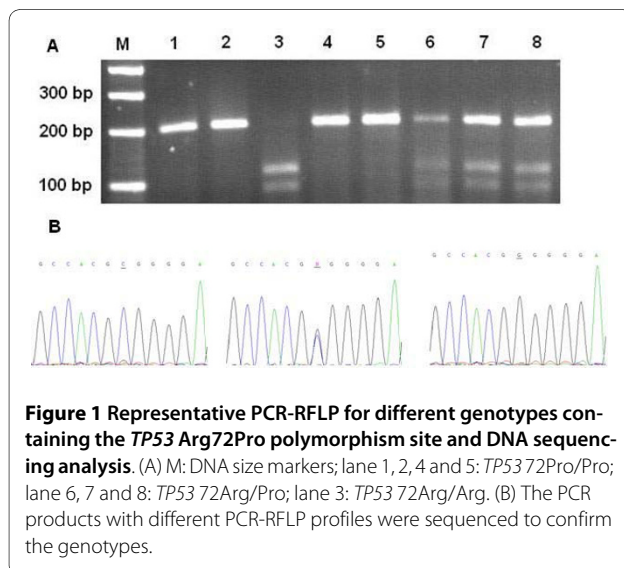 A M 1 2 3 4 5 6 7 8
300 bp
200 bp
100 bp
B
G C C A C G C G G G G A
G C C A C G N G G G G A
G C C A C G G G G G G A
Figure 1 Representative PCR-RFLP for different genotypes con-
taining the TP53 Arg72Pro polymorphism site and DNA sequenc-
ing analysis. (A) M: DNA size markers; lane 1, 2, 4 and 5: TP53 72Pro/Pro;
lane 6, 7 and 8: TP53 72Arg/Pro; lane 3: TP53 72Arg/Arg. (B) The PCR
products with different PCR-RFLP profiles were sequenced to confirm
the genotypes.